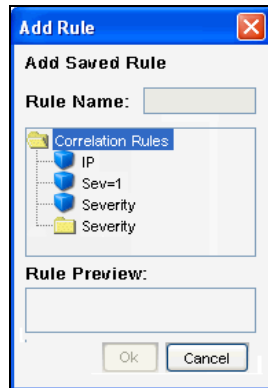 Add Rule
Add Saved Rule
Rule Name:
Correlation Rules
IP
Sev=1
Severity
Severity
Rule Preview:
Ok
Cancel